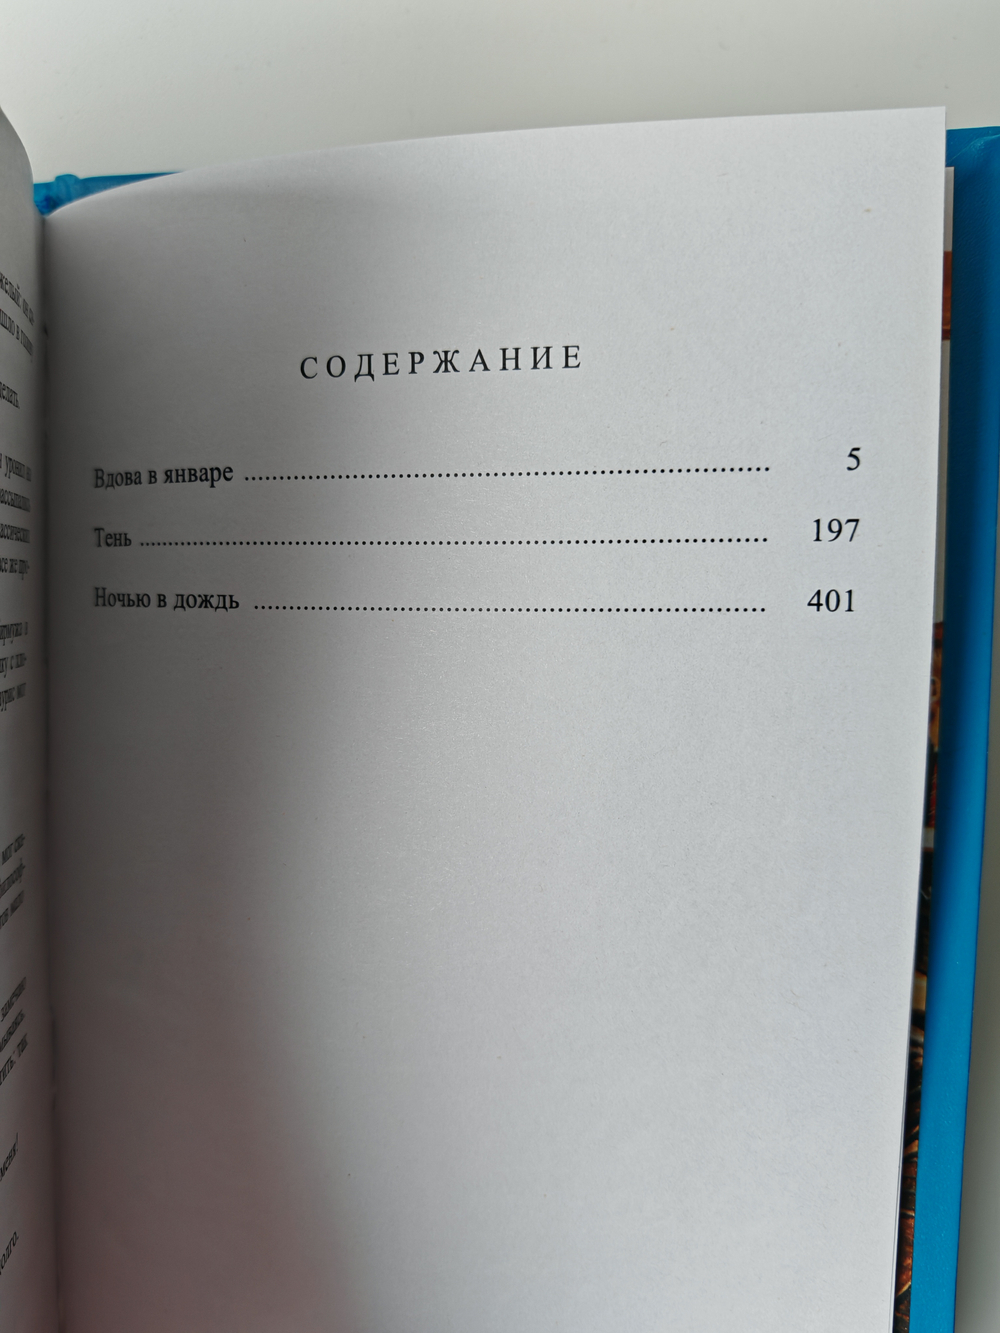 СОДЕРЖАНИЕ
Вдова в январе ........................................................................ 5
Тень ........................................................................ 197
Ночью в дождь ........................................................................ 401